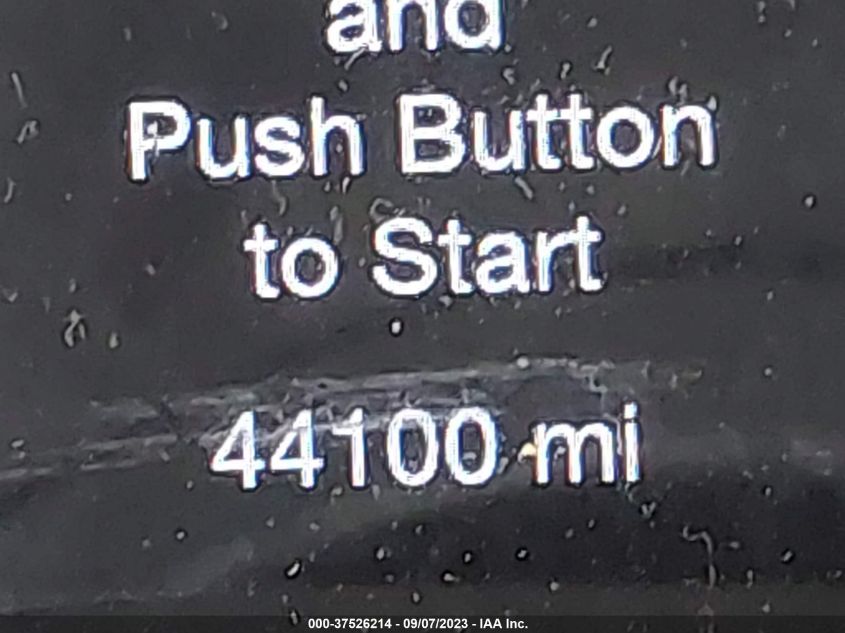 and
Push Button
to Start
44100 mi
000-37526214 - 09/07/2023 - IAA Inc.